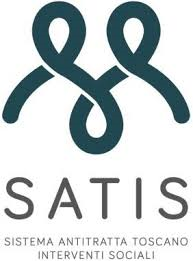 SATIS
SISTEMA ANTITRATTA TOSCANO
INTERVENTI SOCIALI